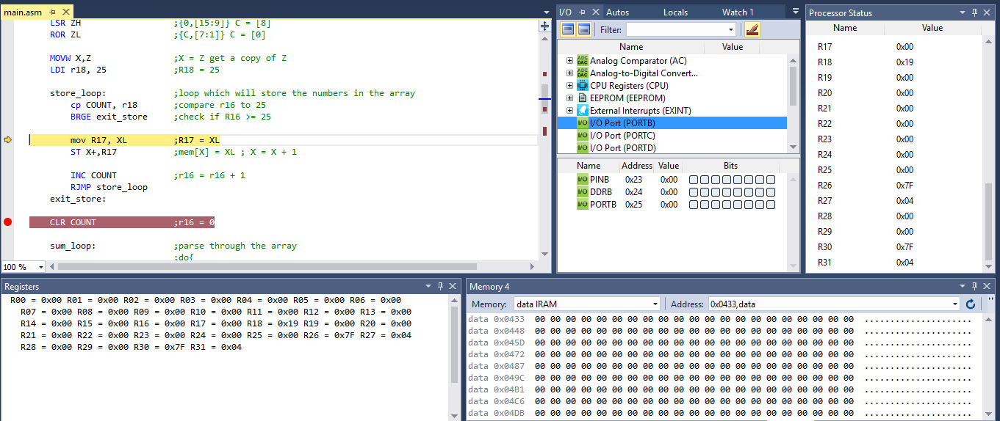 main.asm
LSR ZH ;{0,[15:9]} C = [8]
ROR ZL ;{C,[7:1]} C = [0]
MOVW X,Z ;X = Z get a copy of Z
LDI r18, 25 ;R18 = 25
store_loop: ;loop which will store the numbers in the array
cp COUNT, r18 ;compare r16 to 25
BRGE exit_store ;check if R16 >= 25
mov R17, XL ;R17 = XL
ST X+,R17 ;mem[X] = XL ; X = X + 1
INC COUNT ;r16 = r16 + 1
RJMP store_loop
exit_store:
CLR COUNT ;r16 = 0
sum_loop: ;parse through the array
;do{
100 %
I/O Autos Locals Watch 1
Filter:
Name Value
Analog Comparator (AC)
Analog-to-Digital Convert...
CPU Registers (CPU)
EEPROM (EEPROM)
External Interrupts (EXINT)
I/O I/O Port (PORTB)
I/O I/O Port (PORTC)
I/O I/O Port (PORTD)
Name Address Value Bits
I/O PINB 0x23 0x00
I/O DDRB 0x24 0x00
I/O PORTB 0x25 0x00
Processor Status
Name Value
R17 0x00
R18 0x19
R19 0x00
R20 0x00
R21 0x00
R22 0x00
R23 0x00
R24 0x00
R25 0x00
R26 0x7F
R27 0x04
R28 0x00
R29 0x00
R30 0x7F
R31 0x04
Registers
R00 = 0x00 R01 = 0x00 R02 = 0x00 R03 = 0x00 R04 = 0x00 R05 = 0x00 R06 = 0x00
R07 = 0x00 R08 = 0x00 R09 = 0x00 R10 = 0x00 R11 = 0x00 R12 = 0x00 R13 = 0x00
R14 = 0x00 R15 = 0x00 R16 = 0x00 R17 = 0x00 R18 = 0x19 R19 = 0x00 R20 = 0x00
R21 = 0x00 R22 = 0x00 R23 = 0x00 R24 = 0x00 R25 = 0x00 R26 = 0x7F R27 = 0x04
R28 = 0x00 R29 = 0x00 R30 = 0x7F R31 = 0x04
Memory 4
Memory: data IRAM Address: 0x0433,data
data 0x0433 00 00 00 00 00 00 00 00 00 00 00 00 00 00 00 00 00 00 00 00 00 .....................
data 0x0448 00 00 00 00 00 00 00 00 00 00 00 00 00 00 00 00 00 00 00 00 00 .....................
data 0x045D 00 00 00 00 00 00 00 00 00 00 00 00 00 00 00 00 00 00 00 00 00 .....................
data 0x0472 00 00 00 00 00 00 00 00 00 00 00 00 00 00 00 00 00 00 00 00 00 .....................
data 0x0487 00 00 00 00 00 00 00 00 00 00 00 00 00 00 00 00 00 00 00 00 00 .....................
data 0x049C 00 00 00 00 00 00 00 00 00 00 00 00 00 00 00 00 00 00 00 00 00 .....................
data 0x04B1 00 00 00 00 00 00 00 00 00 00 00 00 00 00 00 00 00 00 00 00 00 .....................
data 0x04C6 00 00 00 00 00 00 00 00 00 00 00 00 00 00 00 00 00 00 00 00 00 .....................
data 0x04DB 00 00 00 00 00 00 00 00 00 00 00 00 00 00 00 00 00 00 00 00 00 .....................